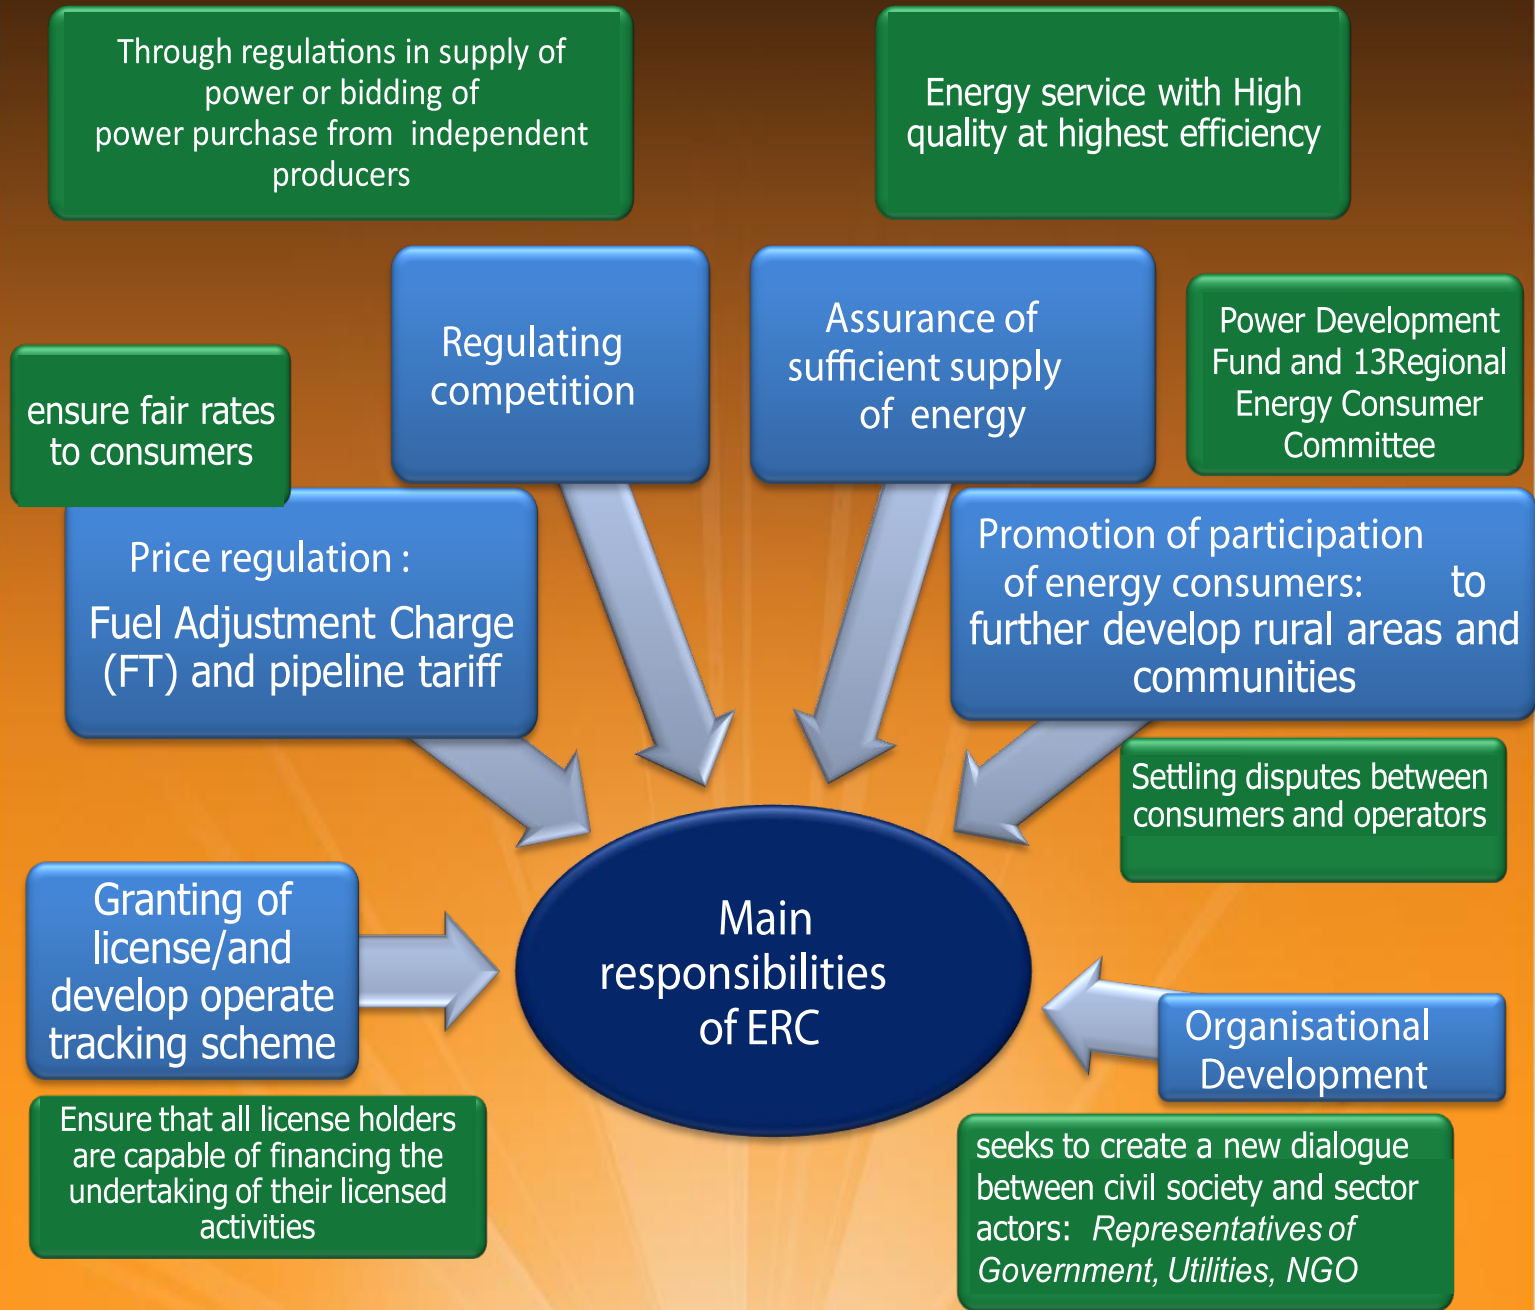 Through regulations in supply of
power or bidding of
power purchase from independent
producers
Energy service with High
quality at highest efficiency
Regulating
competition
Assurance of
sufficient supply
of energy
Power Development
Fund and 13Regional
Energy Consumer
Committee
ensure fair rates
to consumers
Price regulation :
Fuel Adjustment Charge
(FT) and pipeline tariff
Promotion of participation
of energy consumers: to
further develop rural areas and
communities
Settling disputes between
consumers and operators
Granting of
license/and
develop operate
tracking scheme
Main
responsibilities
of ERC
Organisational
Development
Ensure that all license holders
are capable of financing the
undertaking of their licensed
activities
seeks to create a new dialogue
between civil society and sector
actors: Representatives of
Government, Utilities, NGO